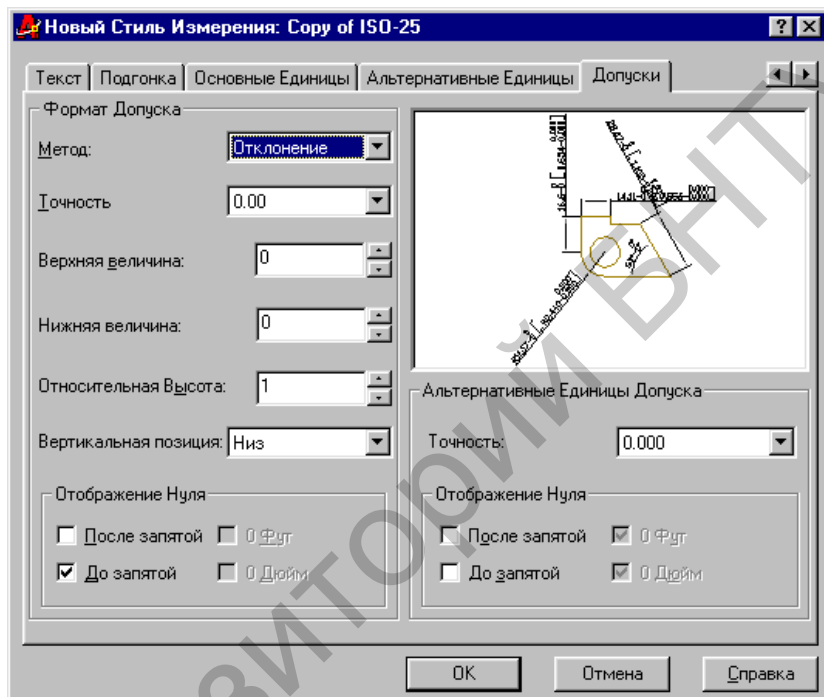 Новый Стиль Измерения: Copy of ISO-25
Текст
Подгонка
Основные Единицы
Альтернативные Единицы
Допуски
Формат Допуска
Метод:
Отклонение
Точность
0.00
Верхняя величина:
0
Нижняя величина:
0
Относительная Высота:
1
Вертикальная позиция:
Низ
Отображение Нуля
После запятой
0 Фут
До запятой
0 Дюйм
Альтернативные Единицы Допуска
Точность:
0.000
Отображение Нуля
После запятой
0 Фут
До запятой
0 Дюйм
OK
Отмена
Справка